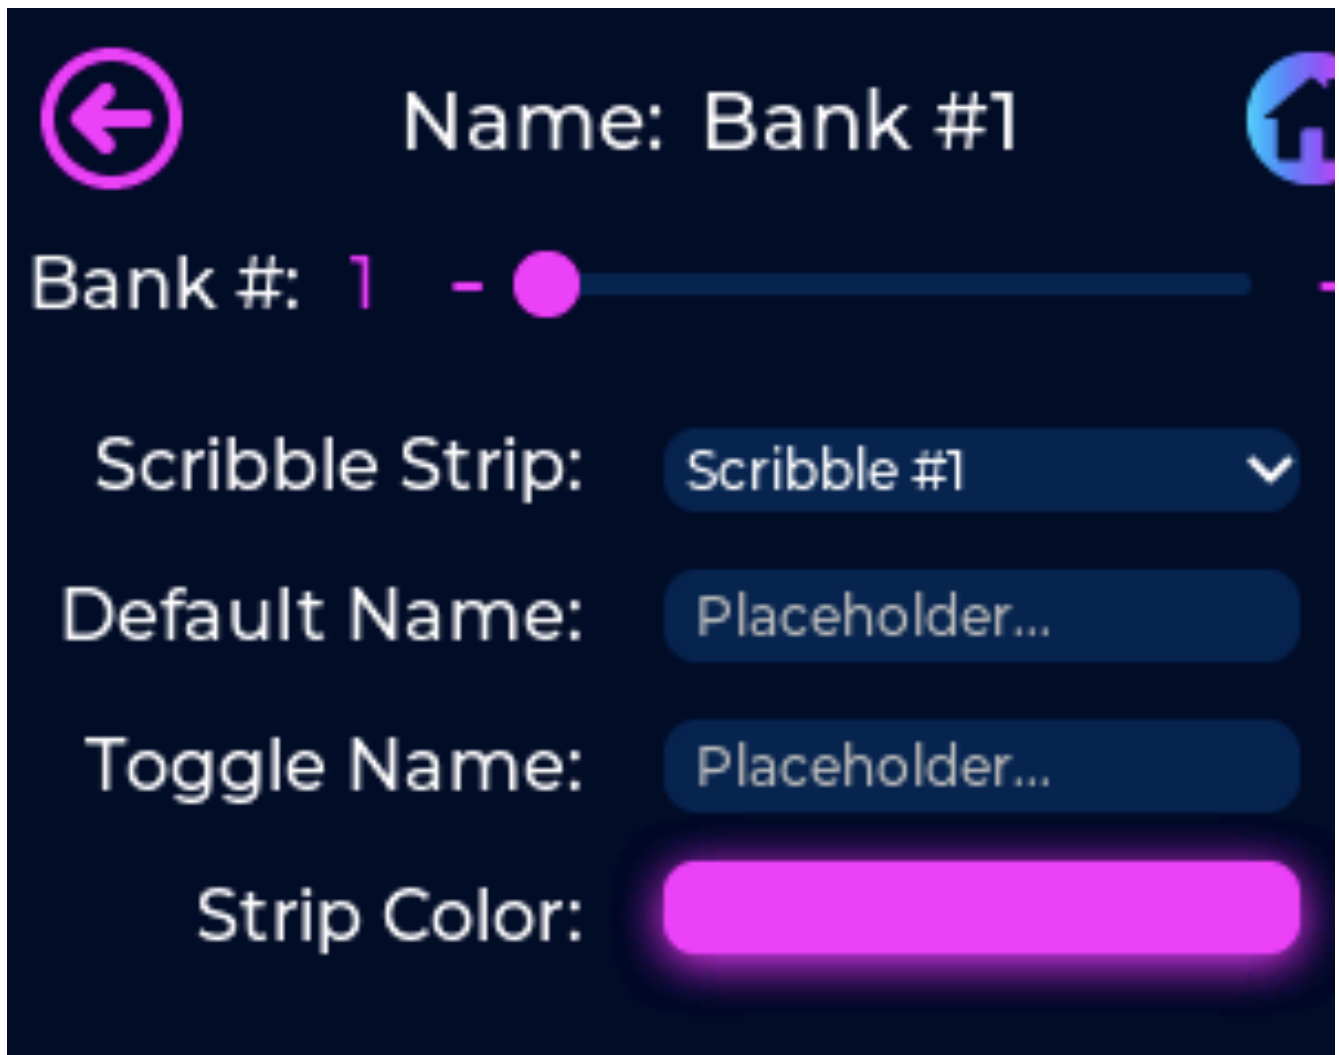 Name: Bank #1
Bank #: 1 -
Scribble Strip: Scribble #1
Default Name: Placeholder...
Toggle Name: Placeholder...
Strip Color: